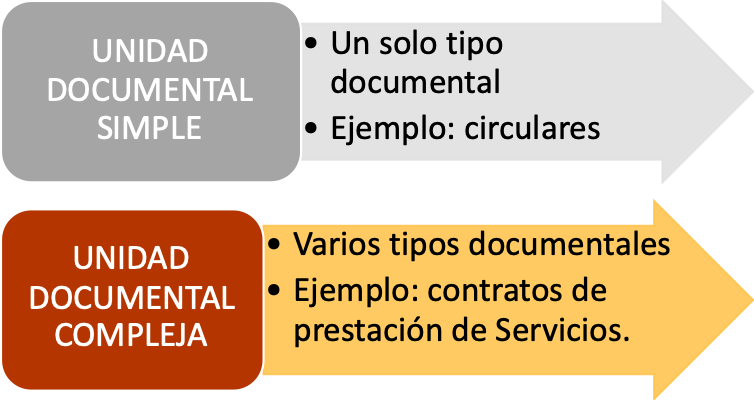 UNIDAD
DOCUMENTAL
SIMPLE
• Un solo tipo
documental
• Ejemplo: circulares
UNIDAD
DOCUMENTAL
COMPLEJA
• Varios tipos documentales
• Ejemplo: contratos de
prestación de Servicios.